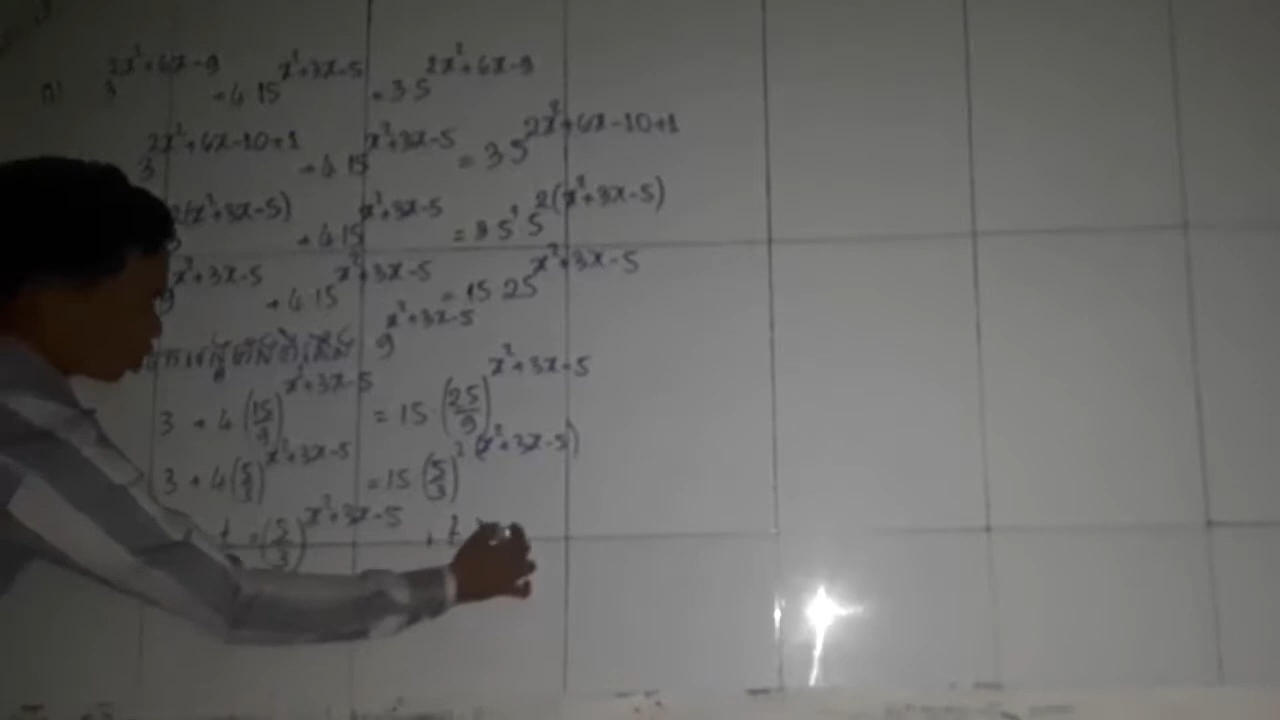 ក) 3^{2x²+6x-9} + 4·15^{x²+3x-5} = 3·5^{2x²+6x-9}
3^{2x²+6x-10+1} + 4·15^{x²+3x-5} = 3·5^{2x²+6x-10+1}
2(x²+3x-5) + 4·15^{x²+3x-5} = 3·5¹·5^{2(x²+3x-5)}
9^{x²+3x-5} + 4·15^{x²+3x-5} = 15·25^{x²+3x-5}
9^{x²+3x-5}
3 + 4(15/9)^{x²+3x-5} = 15·(25/9)^{x²+3x-5}
3 + 4(5/3)^{x²+3x-5} = 15(5/3)^{2(x²+3x-5)}
t = (5/3)^{x²+3x-5} , t